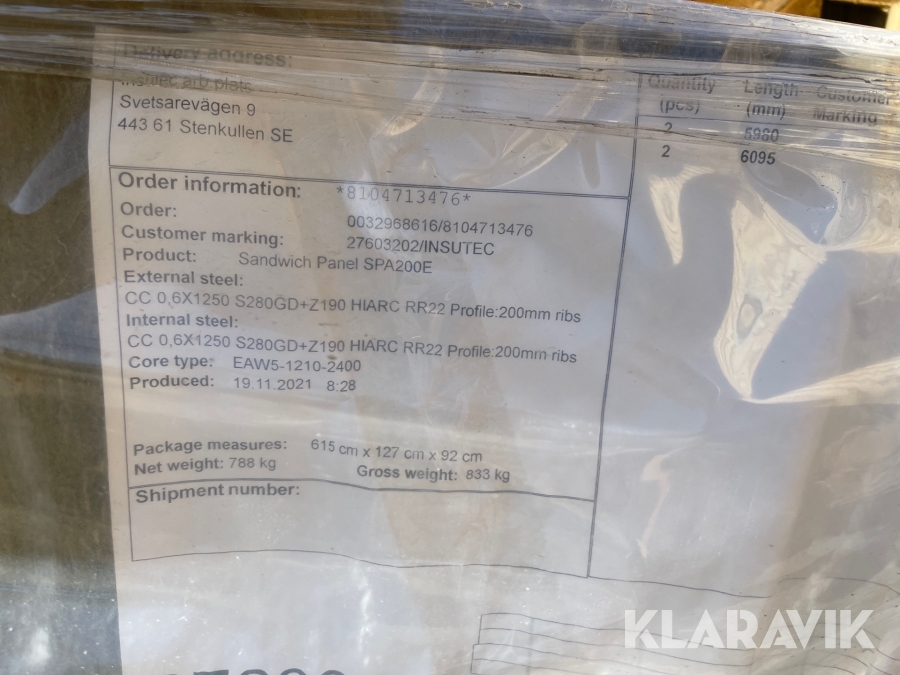 Delivery address:
Insutec arb plats
Svetsarevägen 9
443 61 Stenkullen SE
Quantity (pcs) Length (mm) Customer Marking
2 5980
2 6095
Order information: *8104713476*
Order: 0032968616/8104713476
Customer marking: 27603202/INSUTEC
Product: Sandwich Panel SPA200E
External steel:
CC 0,6X1250 S280GD+Z190 HIARC RR22 Profile:200mm ribs
Internal steel:
CC 0,6X1250 S280GD+Z190 HIARC RR22 Profile:200mm ribs
Core type: EAW5-1210-2400
Produced: 19.11.2021 8:28
Package measures: 615 cm x 127 cm x 92 cm
Net weight: 788 kg Gross weight: 833 kg
Shipment number:
KLARAVIK